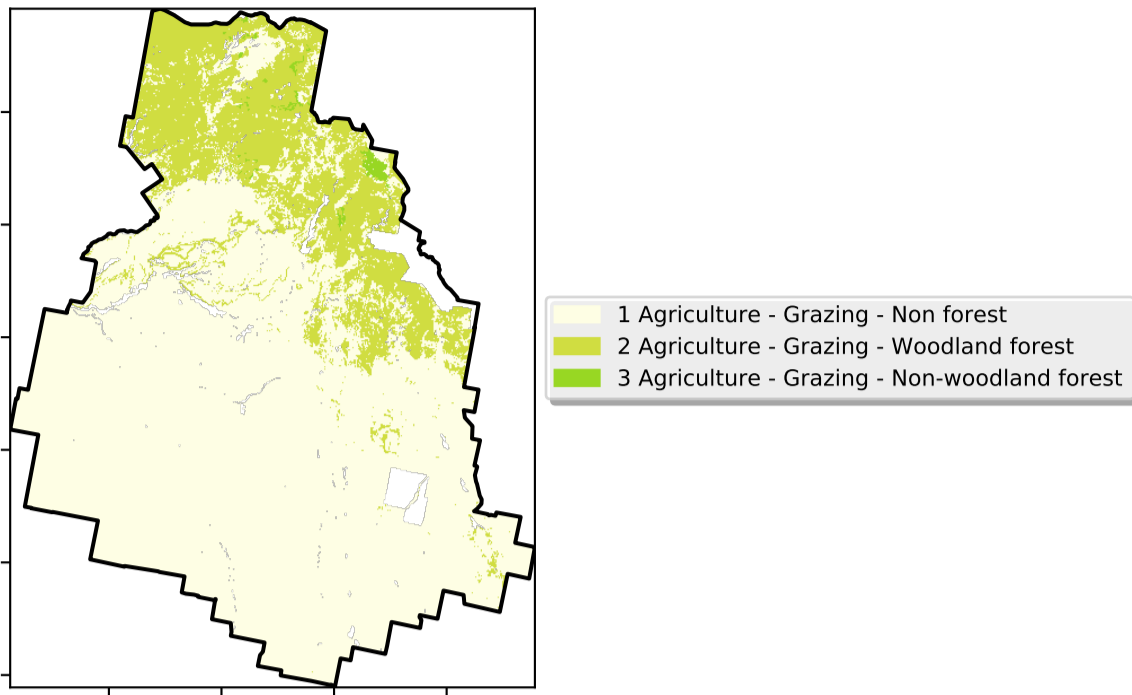 1 Agriculture - Grazing - Non forest
2 Agriculture - Grazing - Woodland forest
3 Agriculture - Grazing - Non-woodland forest